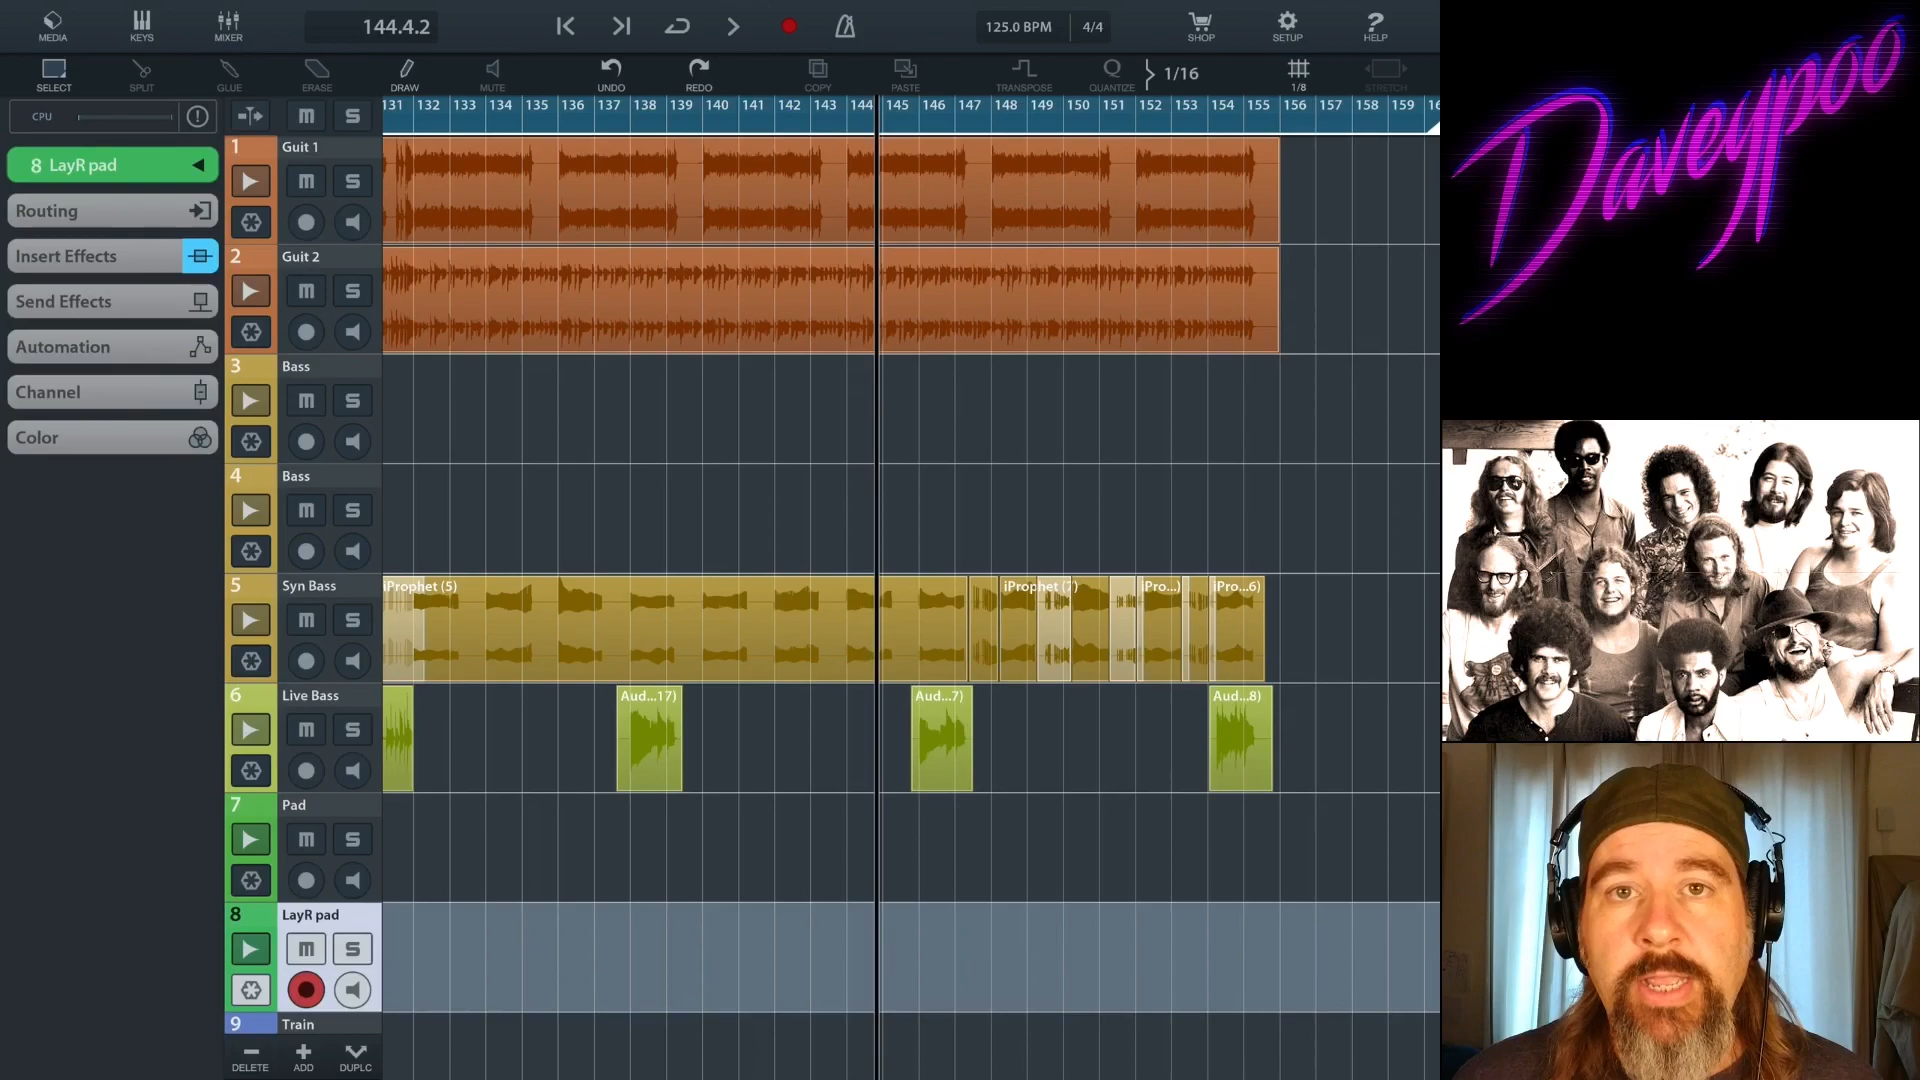 MEDIA
KEYS
MIXER
144.4.2
125.0 BPM
4/4
SHOP
SETUP
? HELP
SELECT
SPLIT
GLUE
ERASE
DRAW
MUTE
UNDO
REDO
COPY
PASTE
TRANSPOSE
Q QUANTIZE
1/16
1/8
STRETCH
CPU
M S
131 132 133 134 135 136 137 138 139 140 141 142 143 144 145 146 147 148 149 150 151 152 153 154 155 156 157 158 159 16
8 LayR pad
Routing
Insert Effects
Send Effects
Automation
Channel
Color
1 Guit 1
M S
2 Guit 2
M S
3 Bass
M S
4 Bass
M S
5 Syn Bass
M S
iProphet (5)
iProphet (7)
iPro...)
iPro...6)
6 Live Bass
M S
Aud...17)
Aud...7)
Aud...8)
7 Pad
M S
8 LayR pad
M S
9 Train
DELETE
ADD
DUPLC
Daveypoo